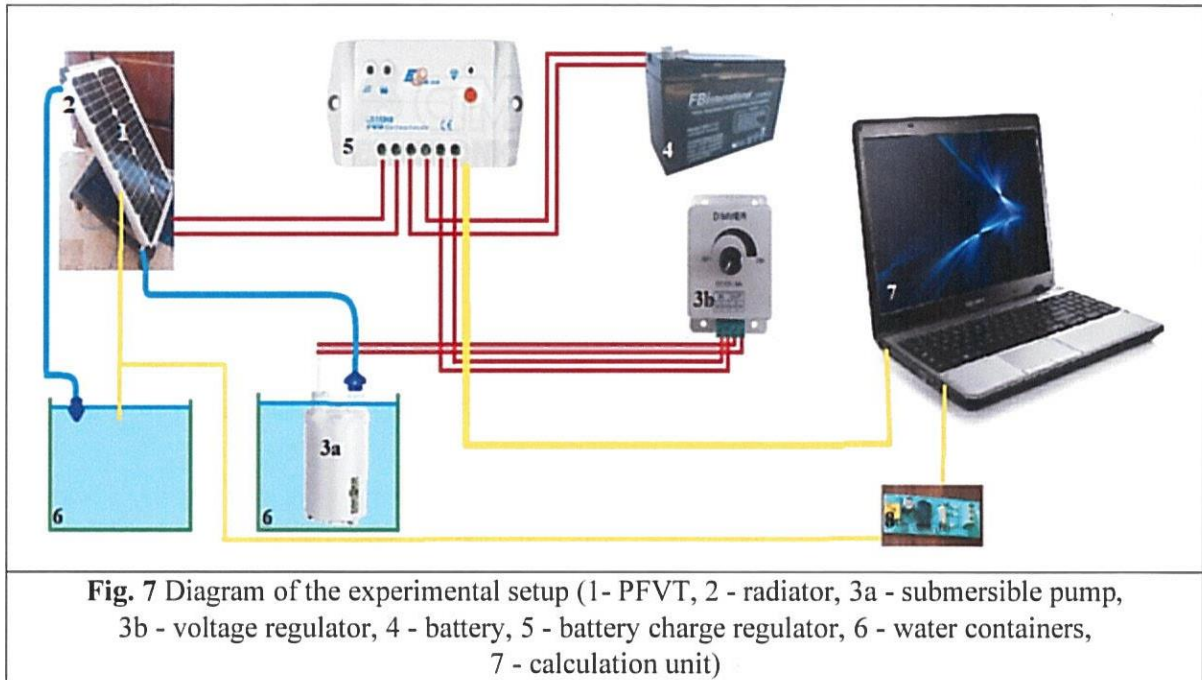 2
1
5
4
FBinternational
DIMMER
3b
7
3a
6
6
8
Fig. 7 Diagram of the experimental setup (1- PFVT, 2 - radiator, 3a - submersible pump,
3b - voltage regulator, 4 - battery, 5 - battery charge regulator, 6 - water containers,
7 - calculation unit)